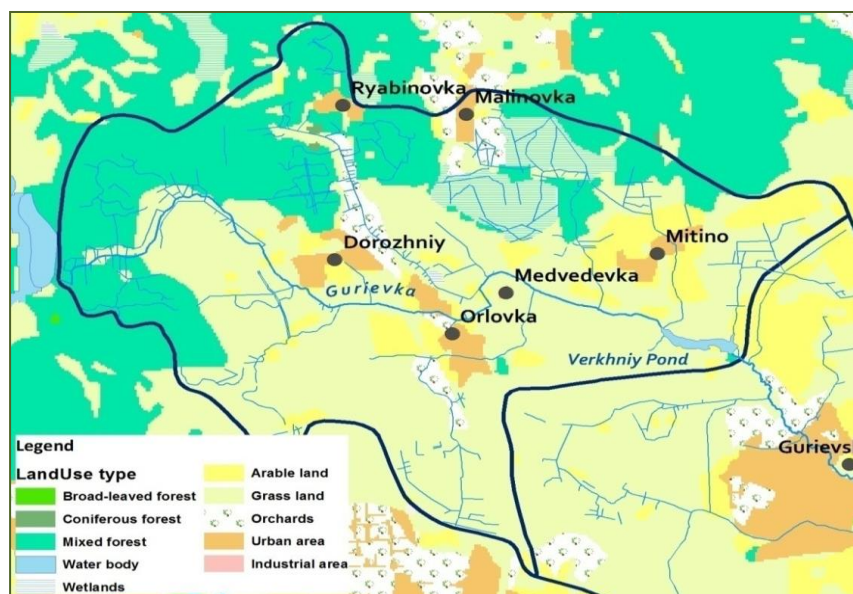 Ryabinovka
Malinovka
Dorozhniy
Mitino
Gurievka
Medvedevka
Orlovka
Verkhniy Pond
Gurievs
Legend
LandUse type
Broad-leaved forest
Coniferous forest
Mixed forest
Water body
Wetlands
Arable land
Grass land
Orchards
Urban area
Industrial area